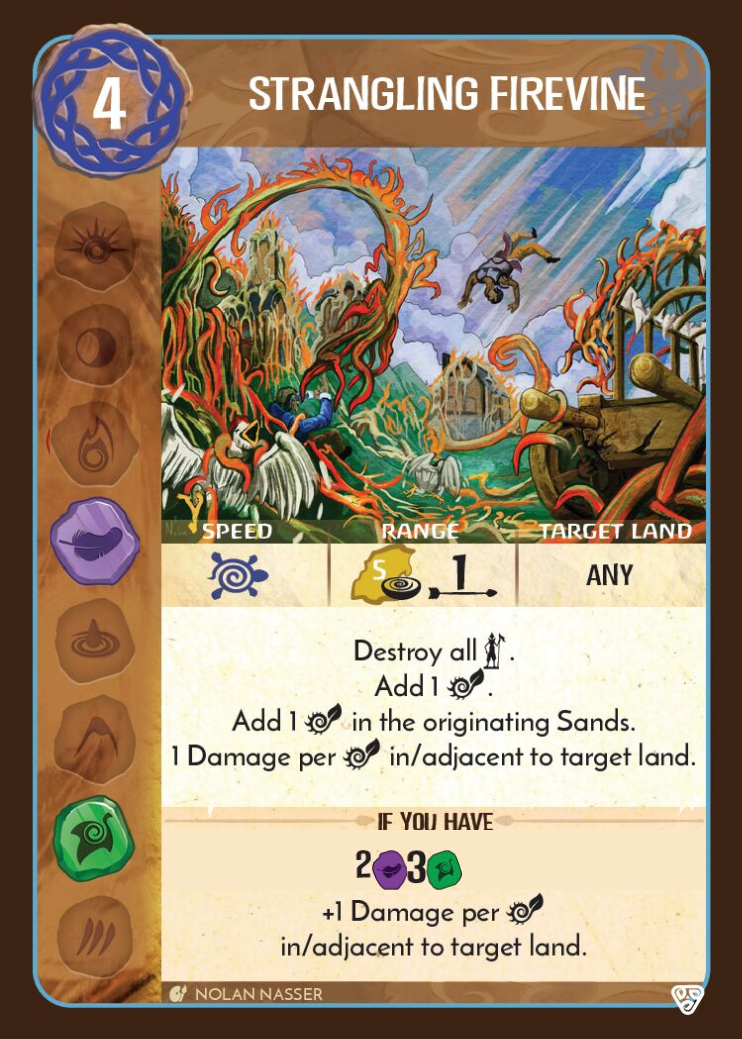 4
STRANGLING FIREVINE
SPEED RANGE TARGET LAND
S 1 ANY
Destroy all .
Add 1 .
Add 1 in the originating Sands.
1 Damage per in/adjacent to target land.
IF YOU HAVE
2 3
+1 Damage per
in/adjacent to target land.
NOLAN NASSER